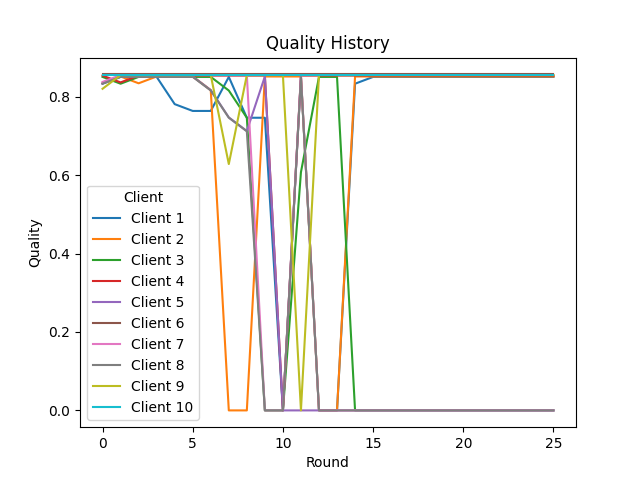 Quality History
Quality
0.8
0.6
0.4
0.2
0.0
Client
Client 1
Client 2
Client 3
Client 4
Client 5
Client 6
Client 7
Client 8
Client 9
Client 10
0
5
10
15
20
25
Round